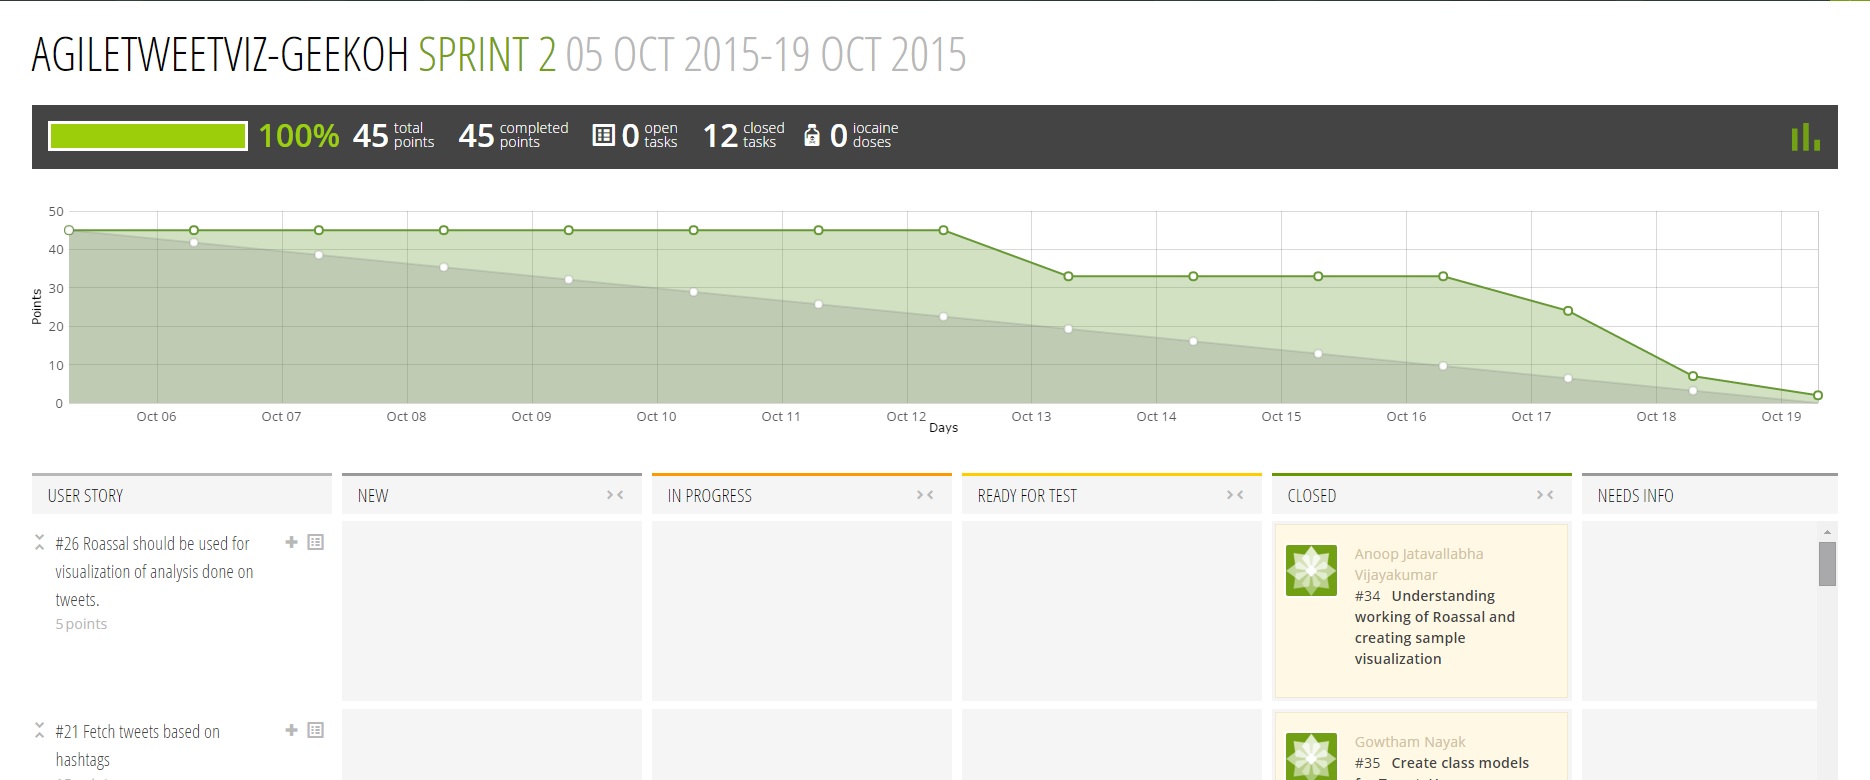 AGILETWEETVIZ-GEEKOH SPRINT 2 05 OCT 2015-19 OCT 2015
100% 45 total points 45 completed points 0 open tasks 12 closed tasks 0 iocaine doses
50
40
30
20
10
0
Points
Oct 06 Oct 07 Oct 08 Oct 09 Oct 10 Oct 11 Oct 12 Oct 13 Oct 14 Oct 15 Oct 16 Oct 17 Oct 18 Oct 19
Days
USER STORY NEW IN PROGRESS READY FOR TEST CLOSED NEEDS INFO
#26 Roassal should be used for
visualization of analysis done on
tweets.
5 points
Anoop Jatavallabha
Vijayakumar
#34 Understanding
working of Roassal and
creating sample
visualization
#21 Fetch tweets based on
hashtags
Gowtham Nayak
#35 Create class models